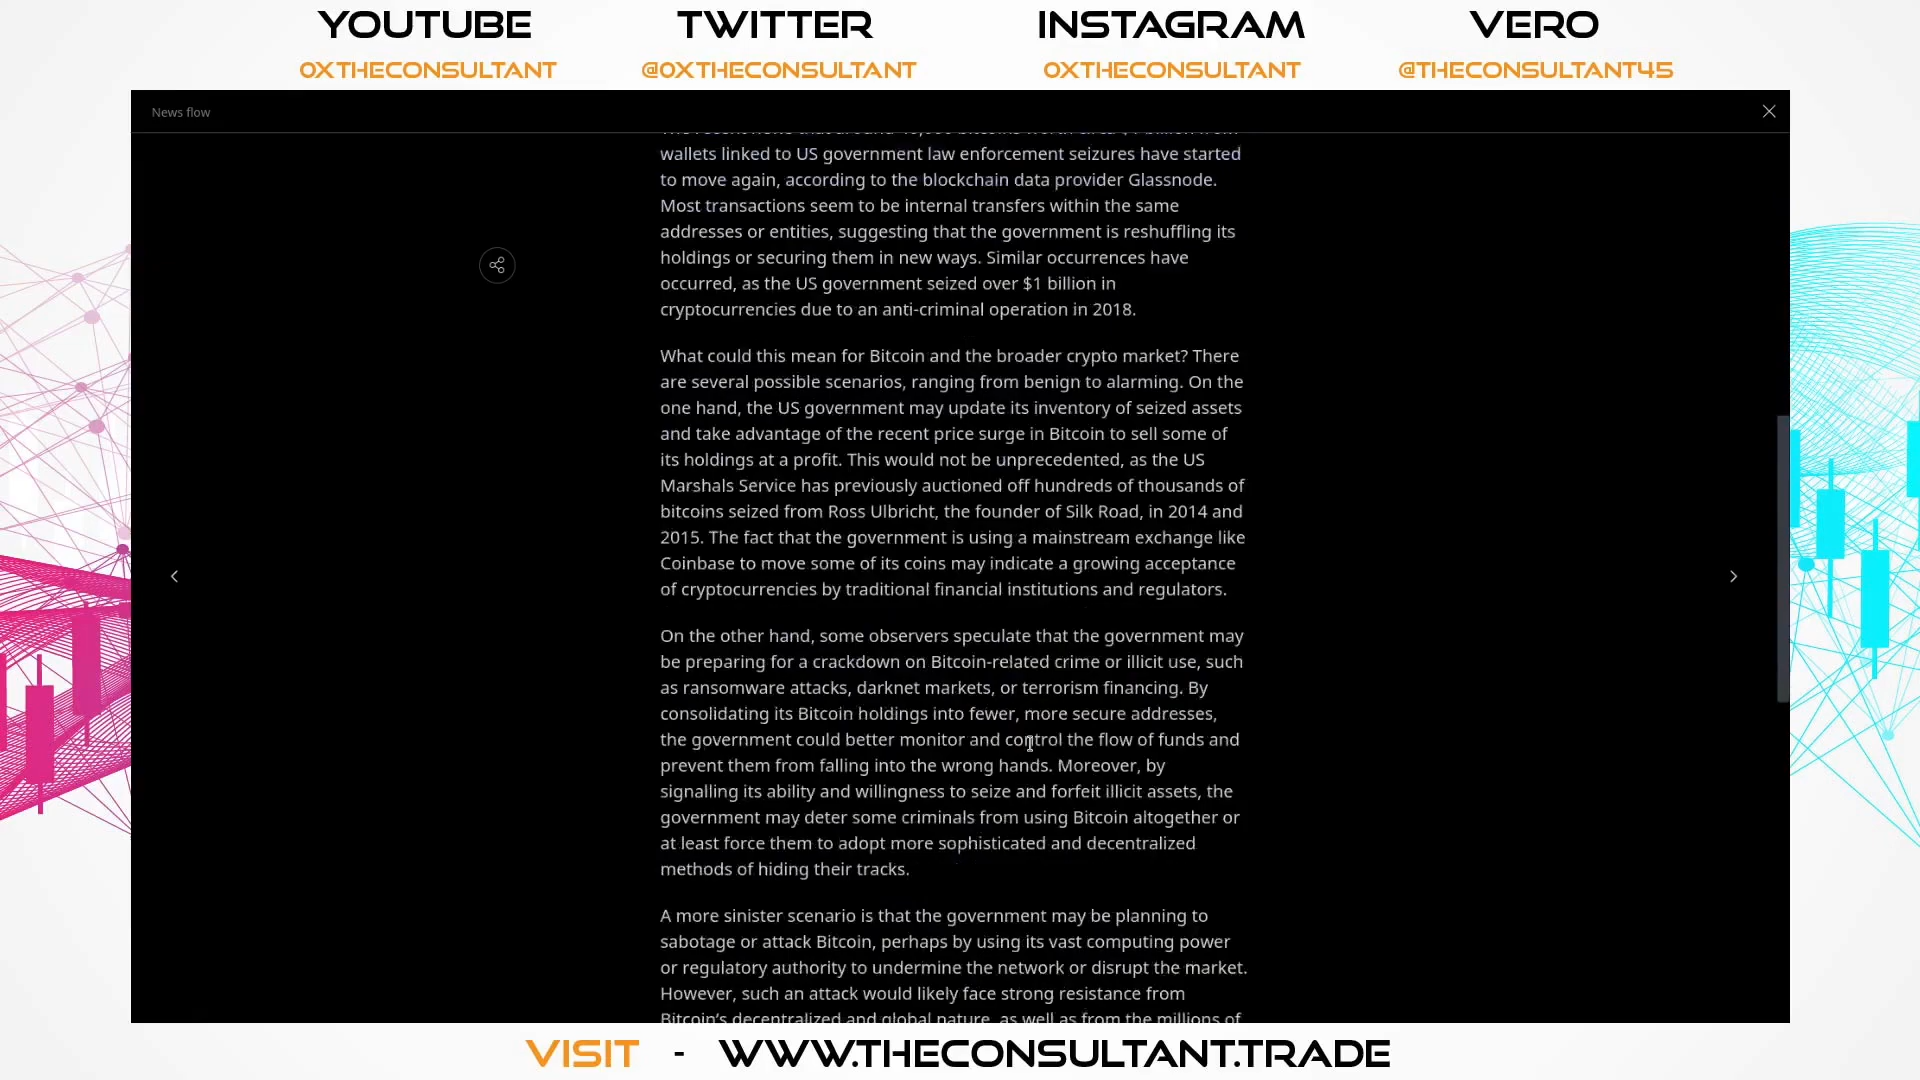 YOUTUBE TWITTER INSTAGRAM VERO
0XTHECONSULTANT @0XTHECONSULTANT 0XTHECONSULTANT @THECONSULTANT45
News flow
wallets linked to US government law enforcement seizures have started
to move again, according to the blockchain data provider Glassnode.
Most transactions seem to be internal transfers within the same
addresses or entities, suggesting that the government is reshuffling its
holdings or securing them in new ways. Similar occurrences have
occurred, as the US government seized over $1 billion in
cryptocurrencies due to an anti-criminal operation in 2018.
What could this mean for Bitcoin and the broader crypto market? There
are several possible scenarios, ranging from benign to alarming. On the
one hand, the US government may update its inventory of seized assets
and take advantage of the recent price surge in Bitcoin to sell some of
its holdings at a profit. This would not be unprecedented, as the US
Marshals Service has previously auctioned off hundreds of thousands of
bitcoins seized from Ross Ulbricht, the founder of Silk Road, in 2014 and
2015. The fact that the government is using a mainstream exchange like
Coinbase to move some of its coins may indicate a growing acceptance
of cryptocurrencies by traditional financial institutions and regulators.
On the other hand, some observers speculate that the government may
be preparing for a crackdown on Bitcoin-related crime or illicit use, such
as ransomware attacks, darknet markets, or terrorism financing. By
consolidating its Bitcoin holdings into fewer, more secure addresses,
the government could better monitor and control the flow of funds and
prevent them from falling into the wrong hands. Moreover, by
signalling its ability and willingness to seize and forfeit illicit assets, the
government may deter some criminals from using Bitcoin altogether or
at least force them to adopt more sophisticated and decentralized
methods of hiding their tracks.
A more sinister scenario is that the government may be planning to
sabotage or attack Bitcoin, perhaps by using its vast computing power
or regulatory authority to undermine the network or disrupt the market.
However, such an attack would likely face strong resistance from
Bitcoin's decentralized and global nature, as well as from the millions of
VISIT - WWW.THECONSULTANT.TRADE